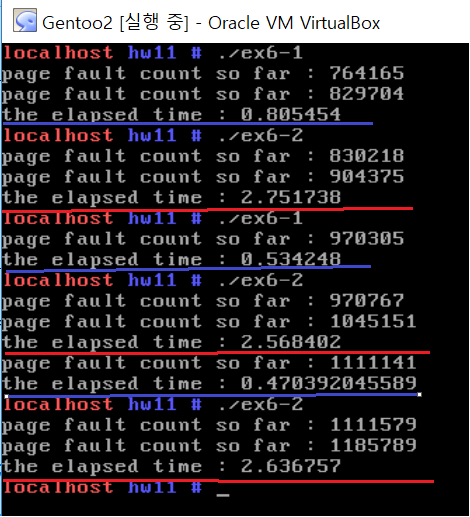 Gentoo2 [실행 중] - Oracle VM VirtualBox
localhost hw11 # ./ex6-1
page fault count so far : 764165
page fault count so far : 829704
the elapsed time : 0.805454
localhost hw11 # ./ex6-2
page fault count so far : 830218
page fault count so far : 904375
the elapsed time : 2.751738
localhost hw11 # ./ex6-1
page fault count so far : 970305
the elapsed time : 0.534248
localhost hw11 # ./ex6-2
page fault count so far : 970767
page fault count so far : 1045151
the elapsed time : 2.568402
page fault count so far : 1111141
the elapsed time : 0.470392045589
localhost hw11 # ./ex6-2
page fault count so far : 1111579
page fault count so far : 1185789
the elapsed time : 2.636757
localhost hw11 # _